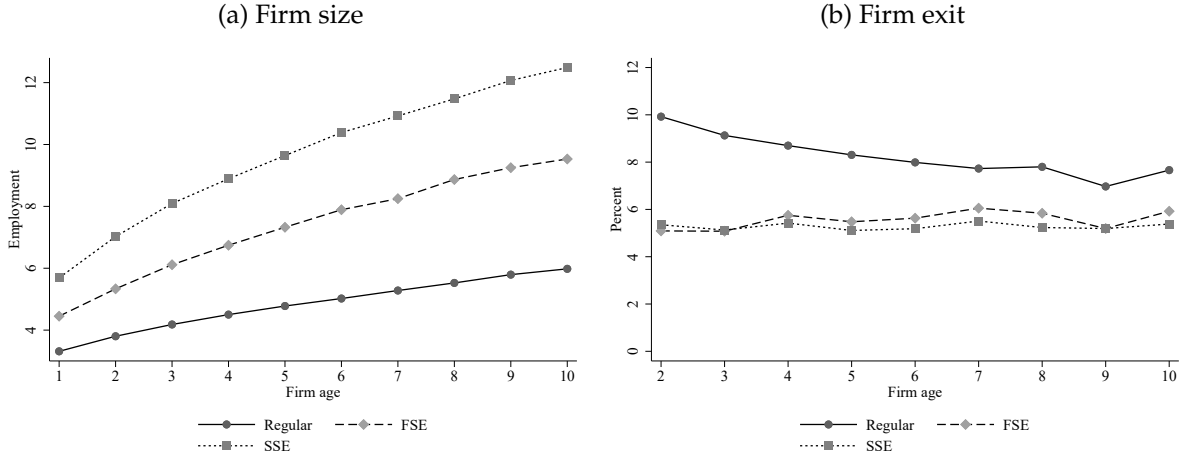 (a) Firm size
Employment
12
10
8
6
4
1 2 3 4 5 6 7 8 9 10
Firm age
Regular FSE
SSE
(b) Firm exit
Percent
12
10
8
6
4
2
0
2 3 4 5 6 7 8 9 10
Firm age
Regular FSE
SSE